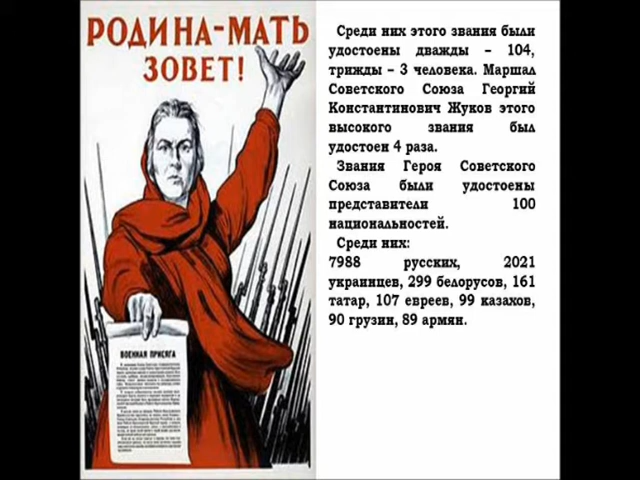 РОДИНА-МАТЬ
ЗОВЕТ!
ВОЕННАЯ ПРИСЯГА
Среди них этого звания были
удостоены дважды – 104,
трижды – 3 человека. Маршал
Советского Союза Георгий
Константинович Жуков этого
высокого звания был
удостоен 4 раза.
Звания Героя Советского
Союза были удостоены
представители 100
национальностей.
Среди них:
7988 русских, 2021
украинцев, 299 белорусов, 161
татар, 107 евреев, 99 казахов,
90 грузин, 89 армян.